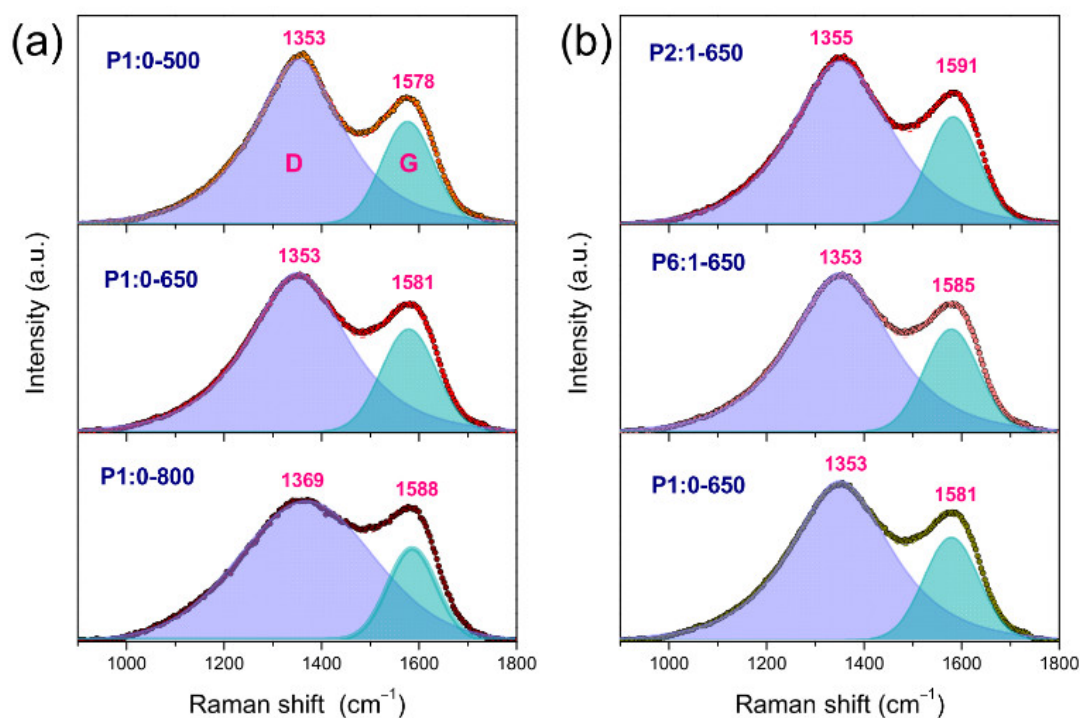 (a)
P1:0-500
1353
1578
D
G
P1:0-650
1353
1581
P1:0-800
1369
1588
Intensity (a.u.)
1000 1200 1400 1600 1800
Raman shift (cm⁻¹)
(b)
P2:1-650
1355
1591
P6:1-650
1353
1585
P1:0-650
1353
1581
Intensity (a.u.)
1000 1200 1400 1600 1800
Raman shift (cm⁻¹)